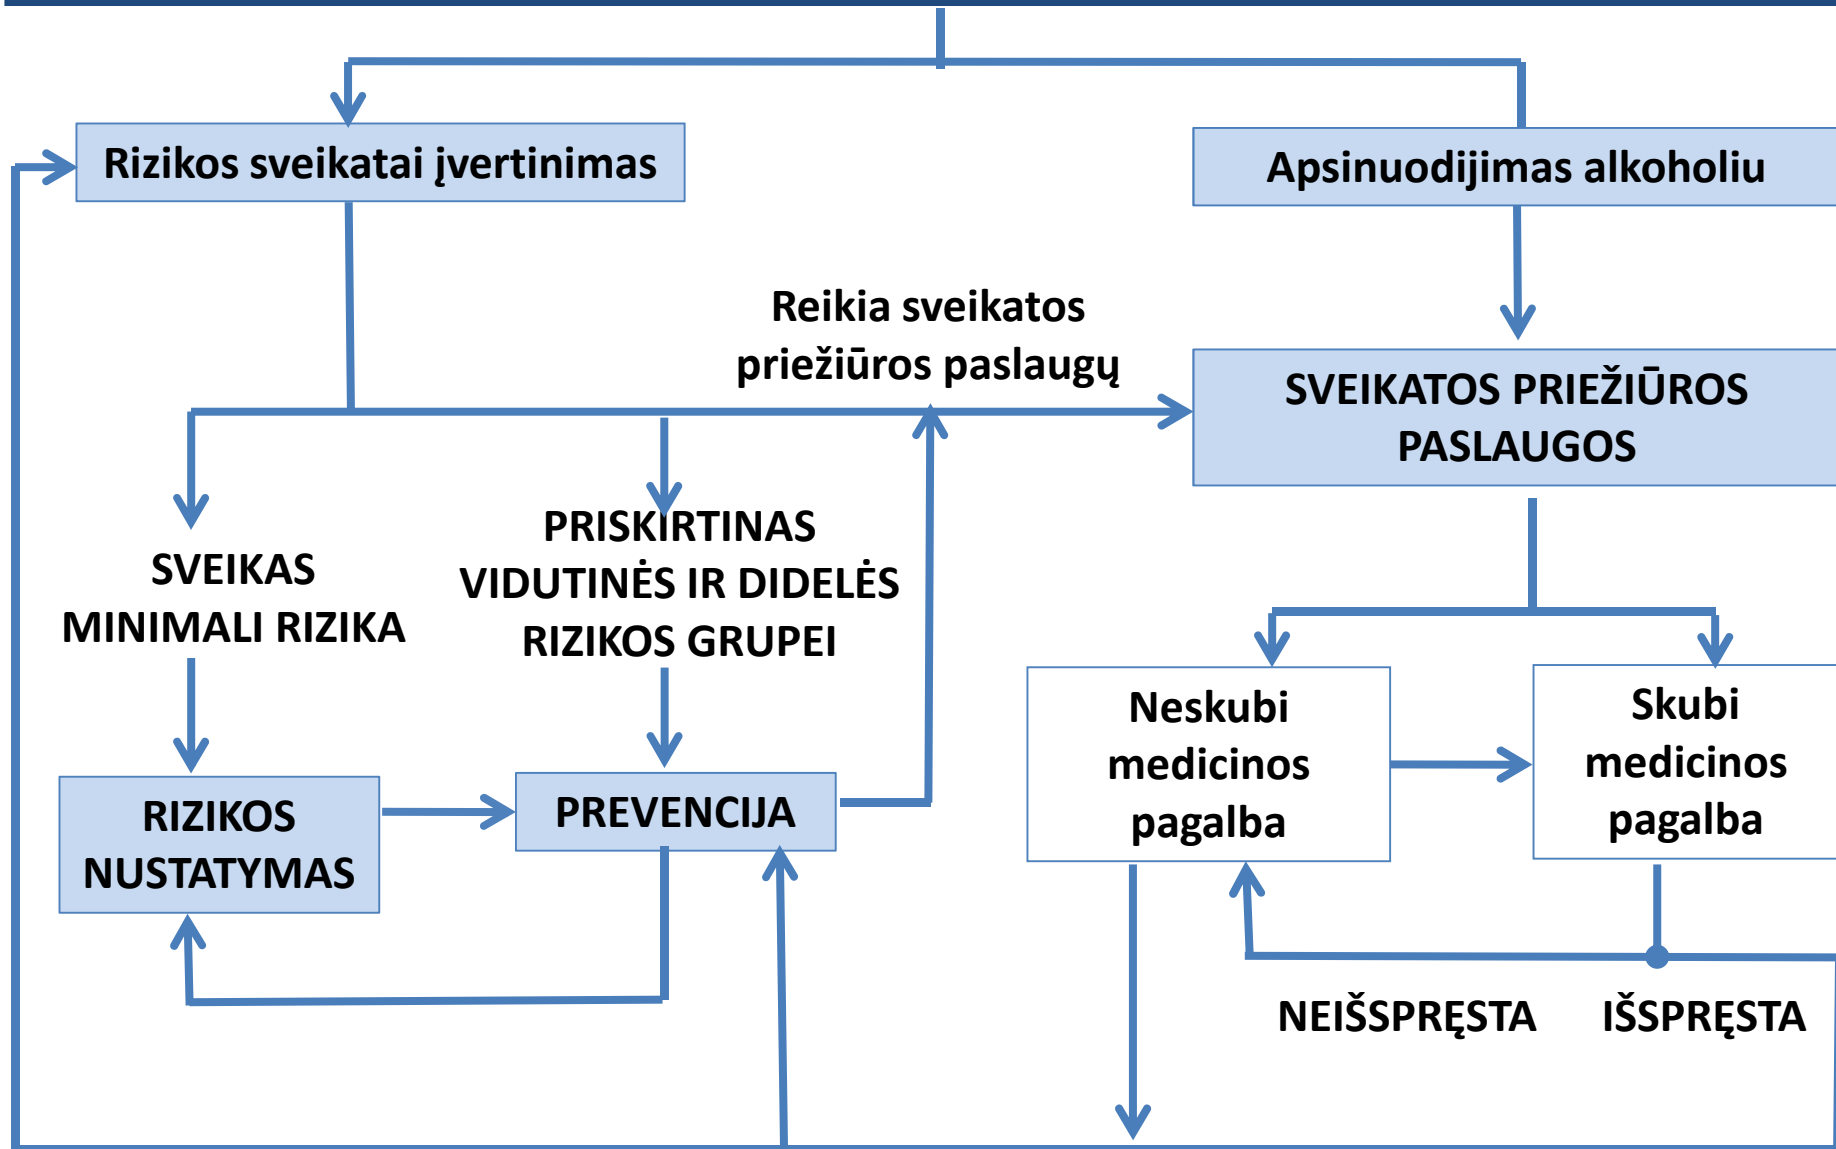 Rizikos sveikatai įvertinimas
Apsinuodijimas alkoholiu
Reikia sveikatos
priežiūros paslaugų
SVEIKATOS PRIEŽIŪROS
PASLAUGOS
SVEIKAS
MINIMALI RIZIKA
PRISKIRTINAS
VIDUTINĖS IR DIDELĖS
RIZIKOS GRUPEI
Neskubi
medicinos
pagalba
Skubi
medicinos
pagalba
RIZIKOS
NUSTATYMAS
PREVENCIJA
NEIŠSPRĘSTA
IŠSPRĘSTA